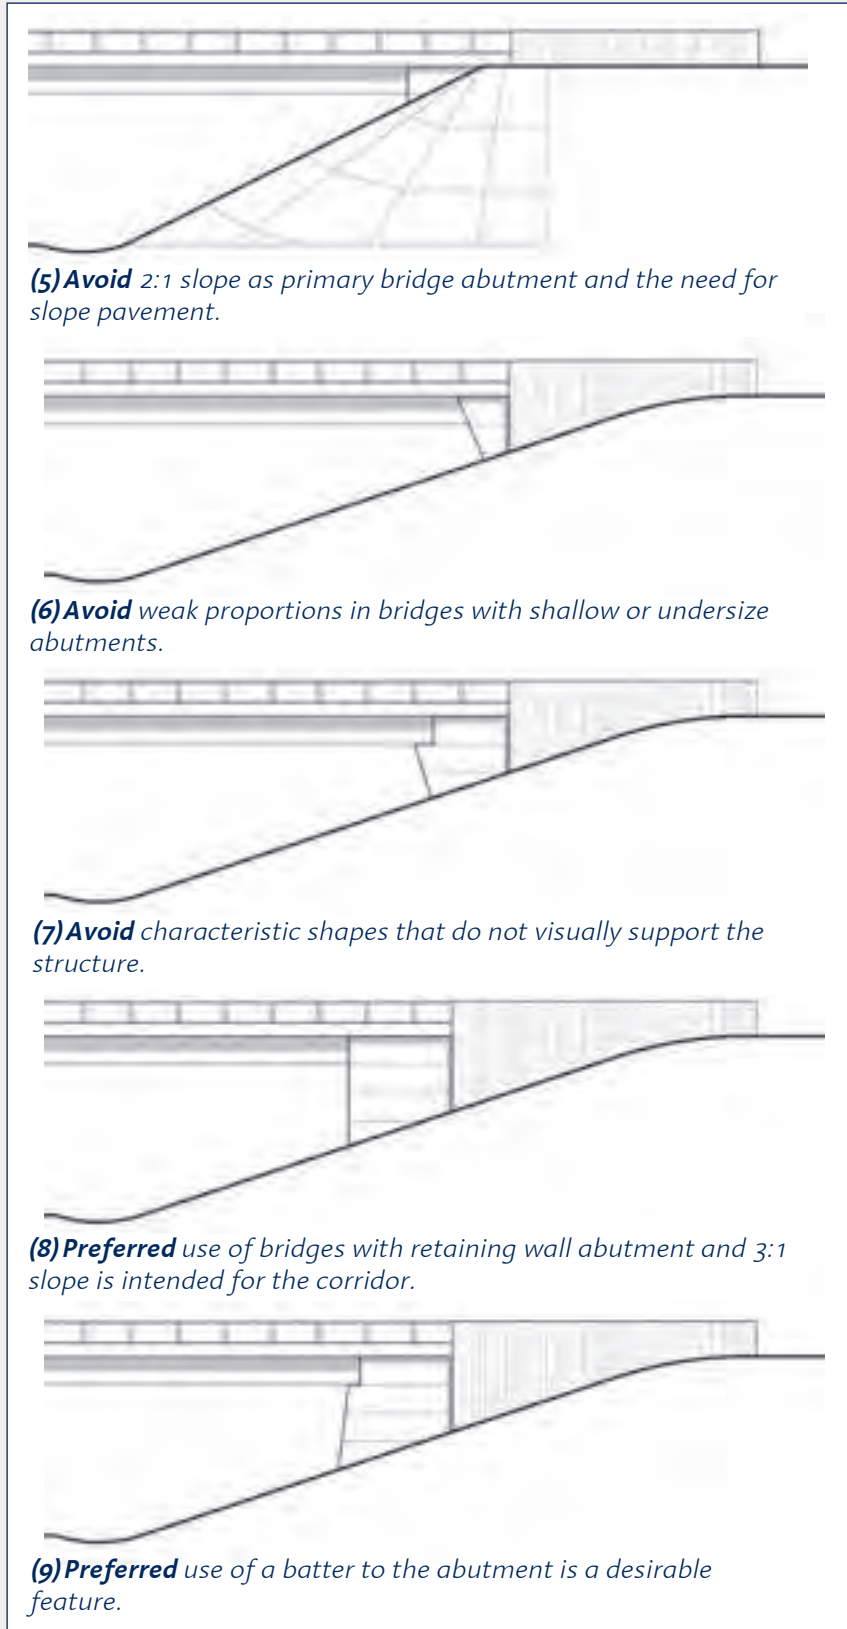 (5) Avoid 2:1 slope as primary bridge abutment and the need for
slope pavement.
(6) Avoid weak proportions in bridges with shallow or undersize
abutments.
(7) Avoid characteristic shapes that do not visually support the
structure.
(8) Preferred use of bridges with retaining wall abutment and 3:1
slope is intended for the corridor.
(9) Preferred use of a batter to the abutment is a desirable
feature.